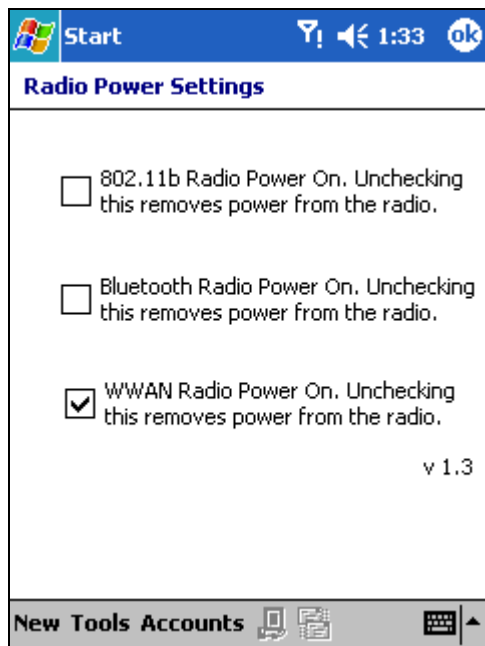 Start 1:33 ok
Radio Power Settings
802.11b Radio Power On. Unchecking
this removes power from the radio.
Bluetooth Radio Power On. Unchecking
this removes power from the radio.
WWAN Radio Power On. Unchecking
this removes power from the radio.
v 1.3
New Tools Accounts